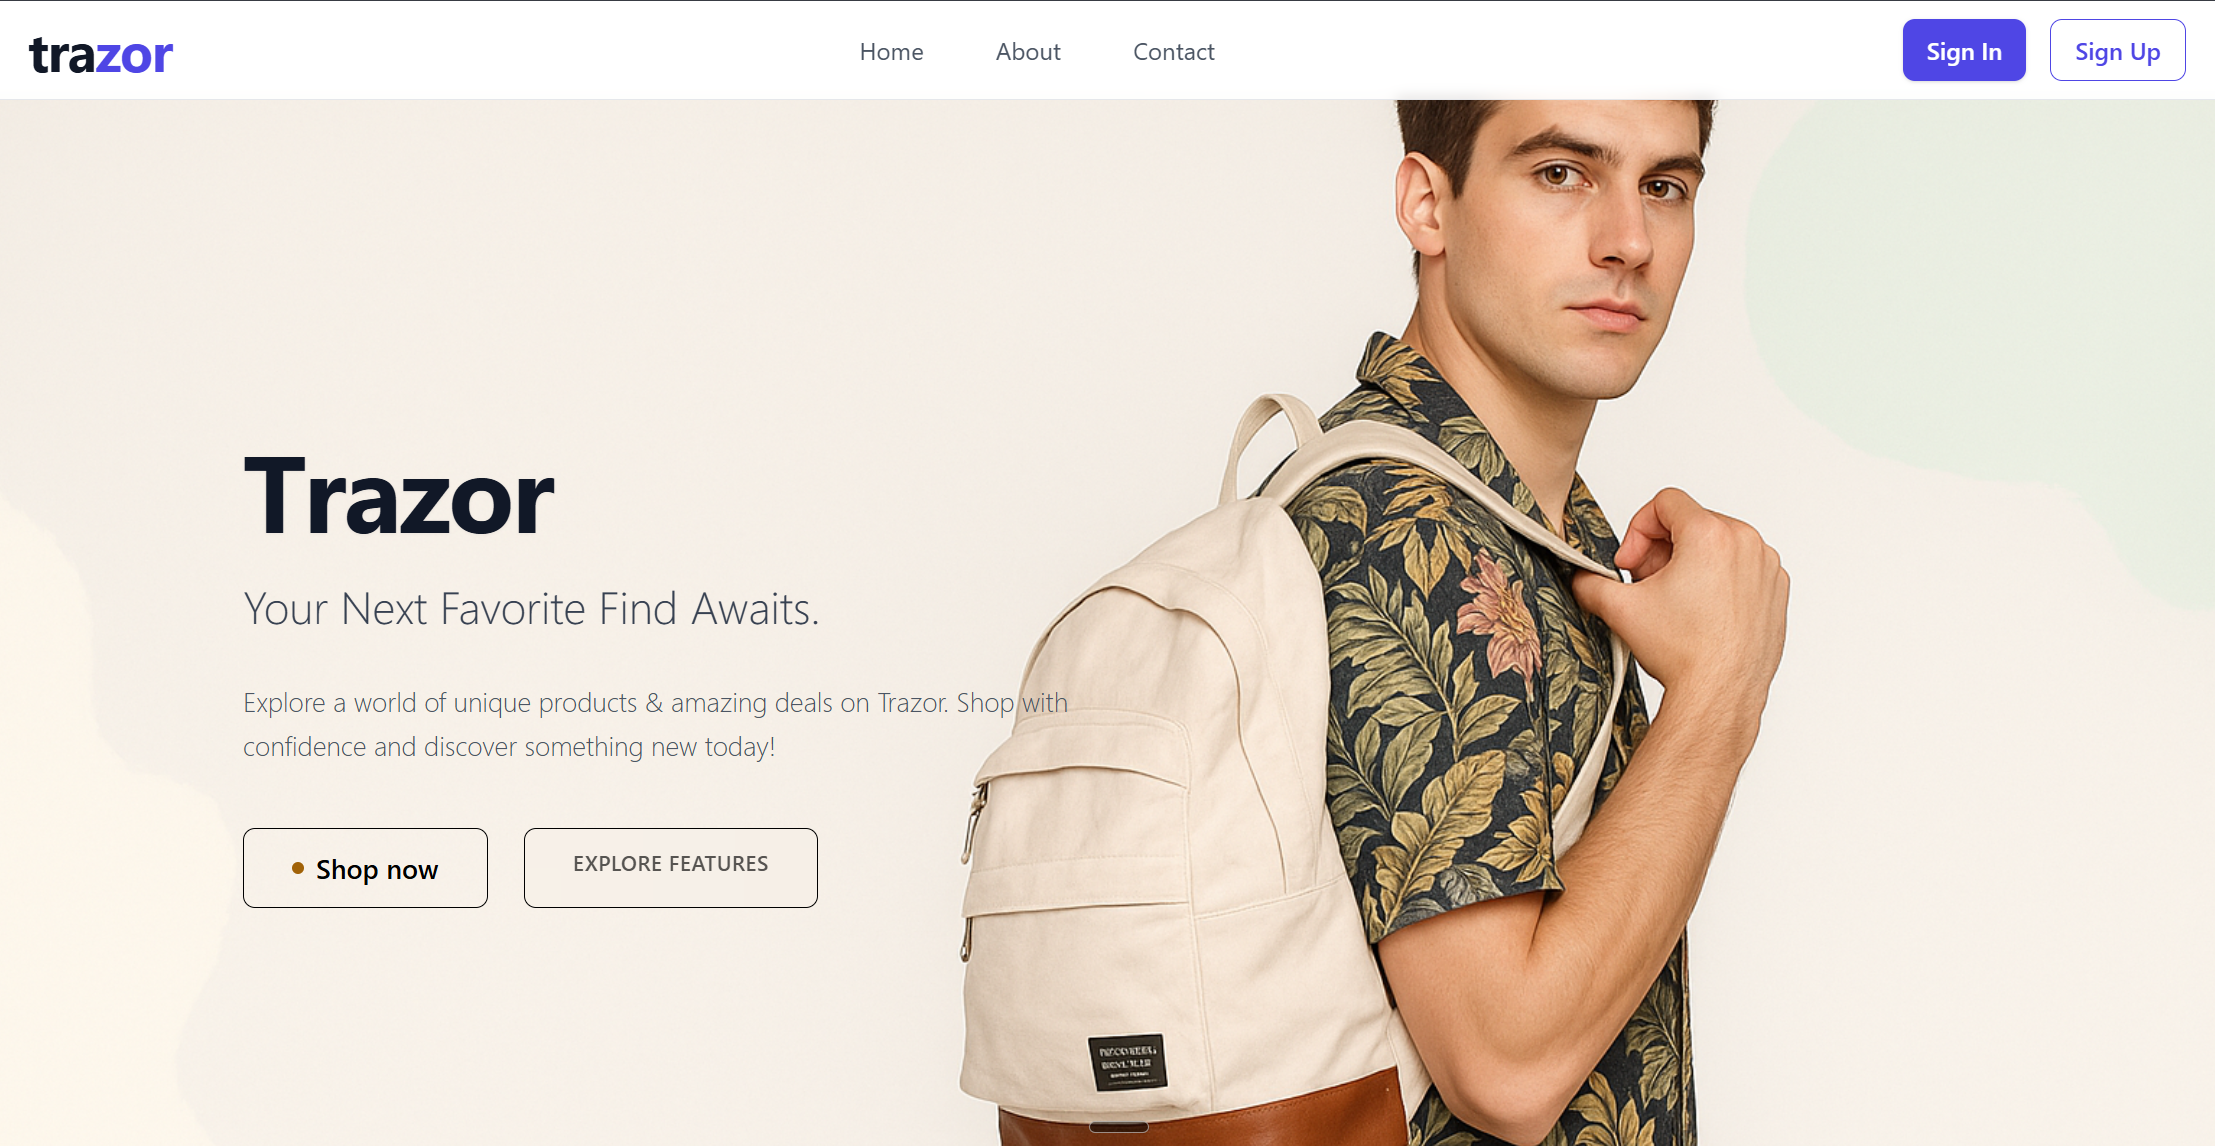 trazor
Home
About
Contact
Sign In
Sign Up
Trazor
Your Next Favorite Find Awaits.
Explore a world of unique products & amazing deals on Trazor. Shop with
confidence and discover something new today!
Shop now
EXPLORE FEATURES